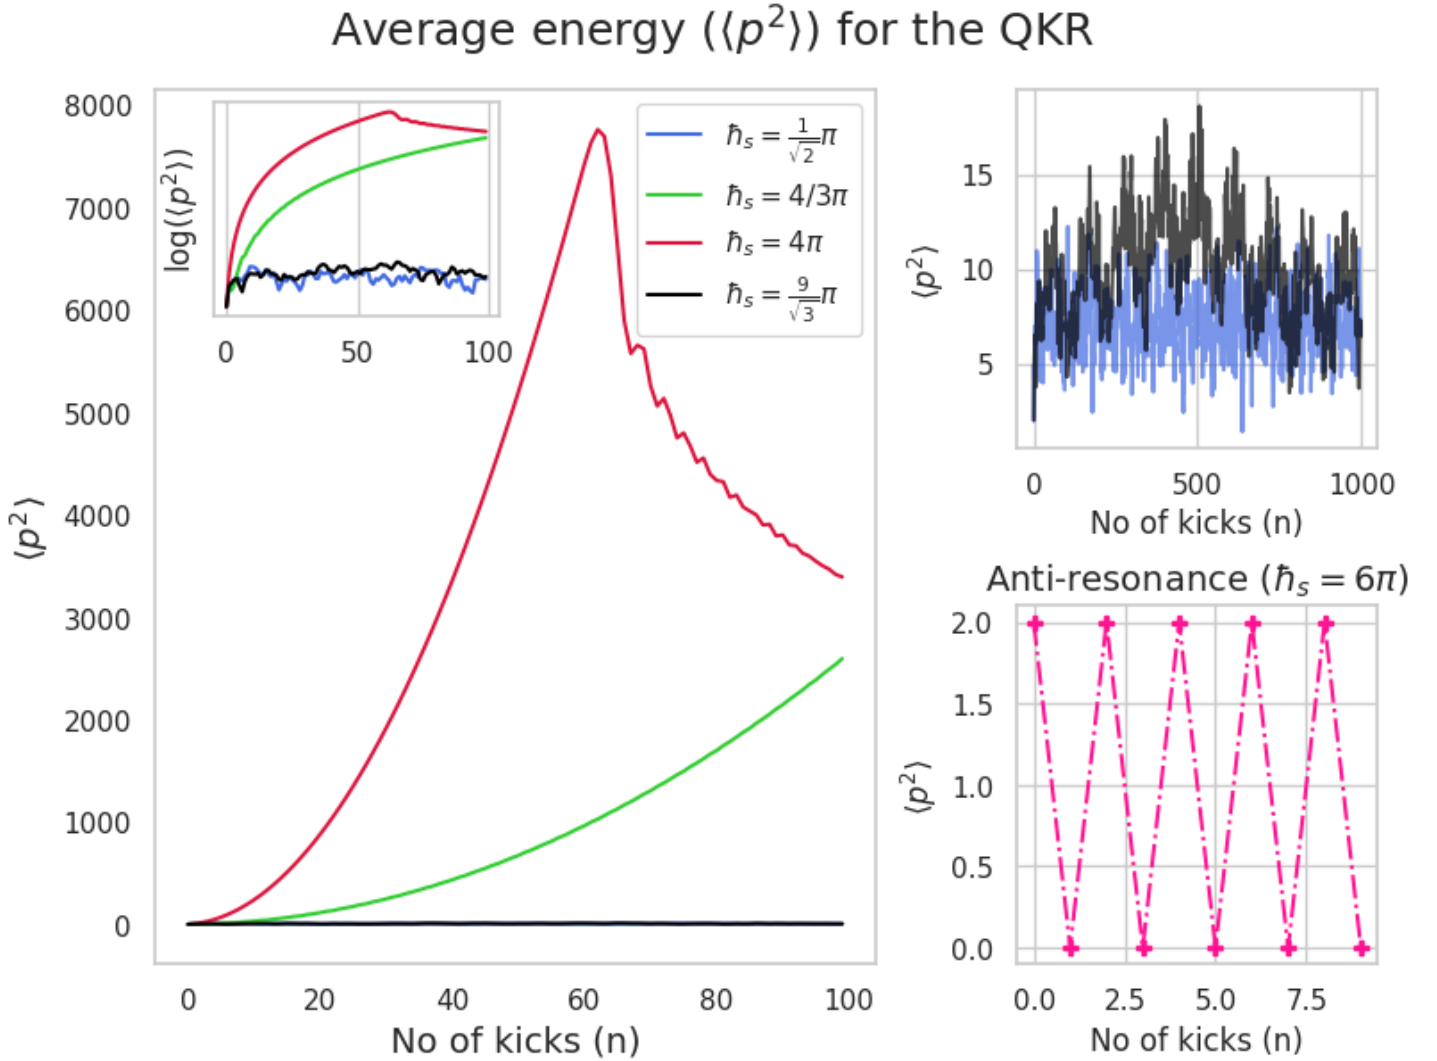 Average energy (⟨p²⟩) for the QKR
8000
7000
6000
5000
4000
3000
2000
1000
0
⟨p²⟩
0 20 40 60 80 100
No of kicks (n)
log(⟨p²⟩)
0 50 100
ħₛ = 1/√2 π
ħₛ = 4/3π
ħₛ = 4π
ħₛ = 9/√3 π
15
10
5
⟨p²⟩
0 500 1000
No of kicks (n)
Anti-resonance (ħₛ = 6π)
2.0
1.5
1.0
0.5
0.0
⟨p²⟩
0.0 2.5 5.0 7.5
No of kicks (n)